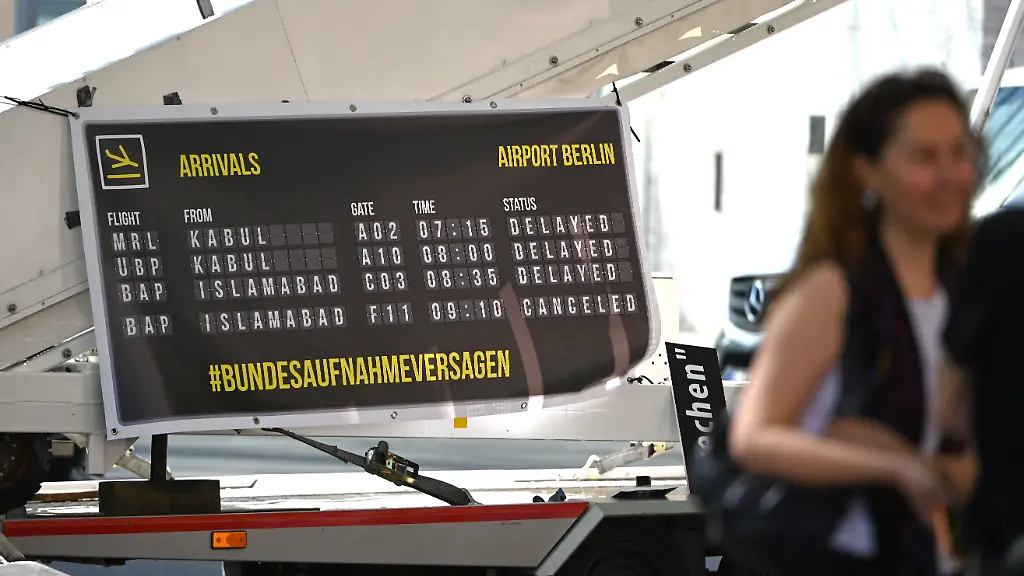 ARRIVALS AIRPORT BERLIN
FLIGHT FROM GATE TIME STATUS
MRL KABUL A02 07:15 DELAYED
UBP KABUL A10 08:00 DELAYED
BAP ISLAMABAD C03 08:35 DELAYED
BAP ISLAMABAD F11 09:10 CANCELED
#BUNDESAUFNAHMEVERSAGEN